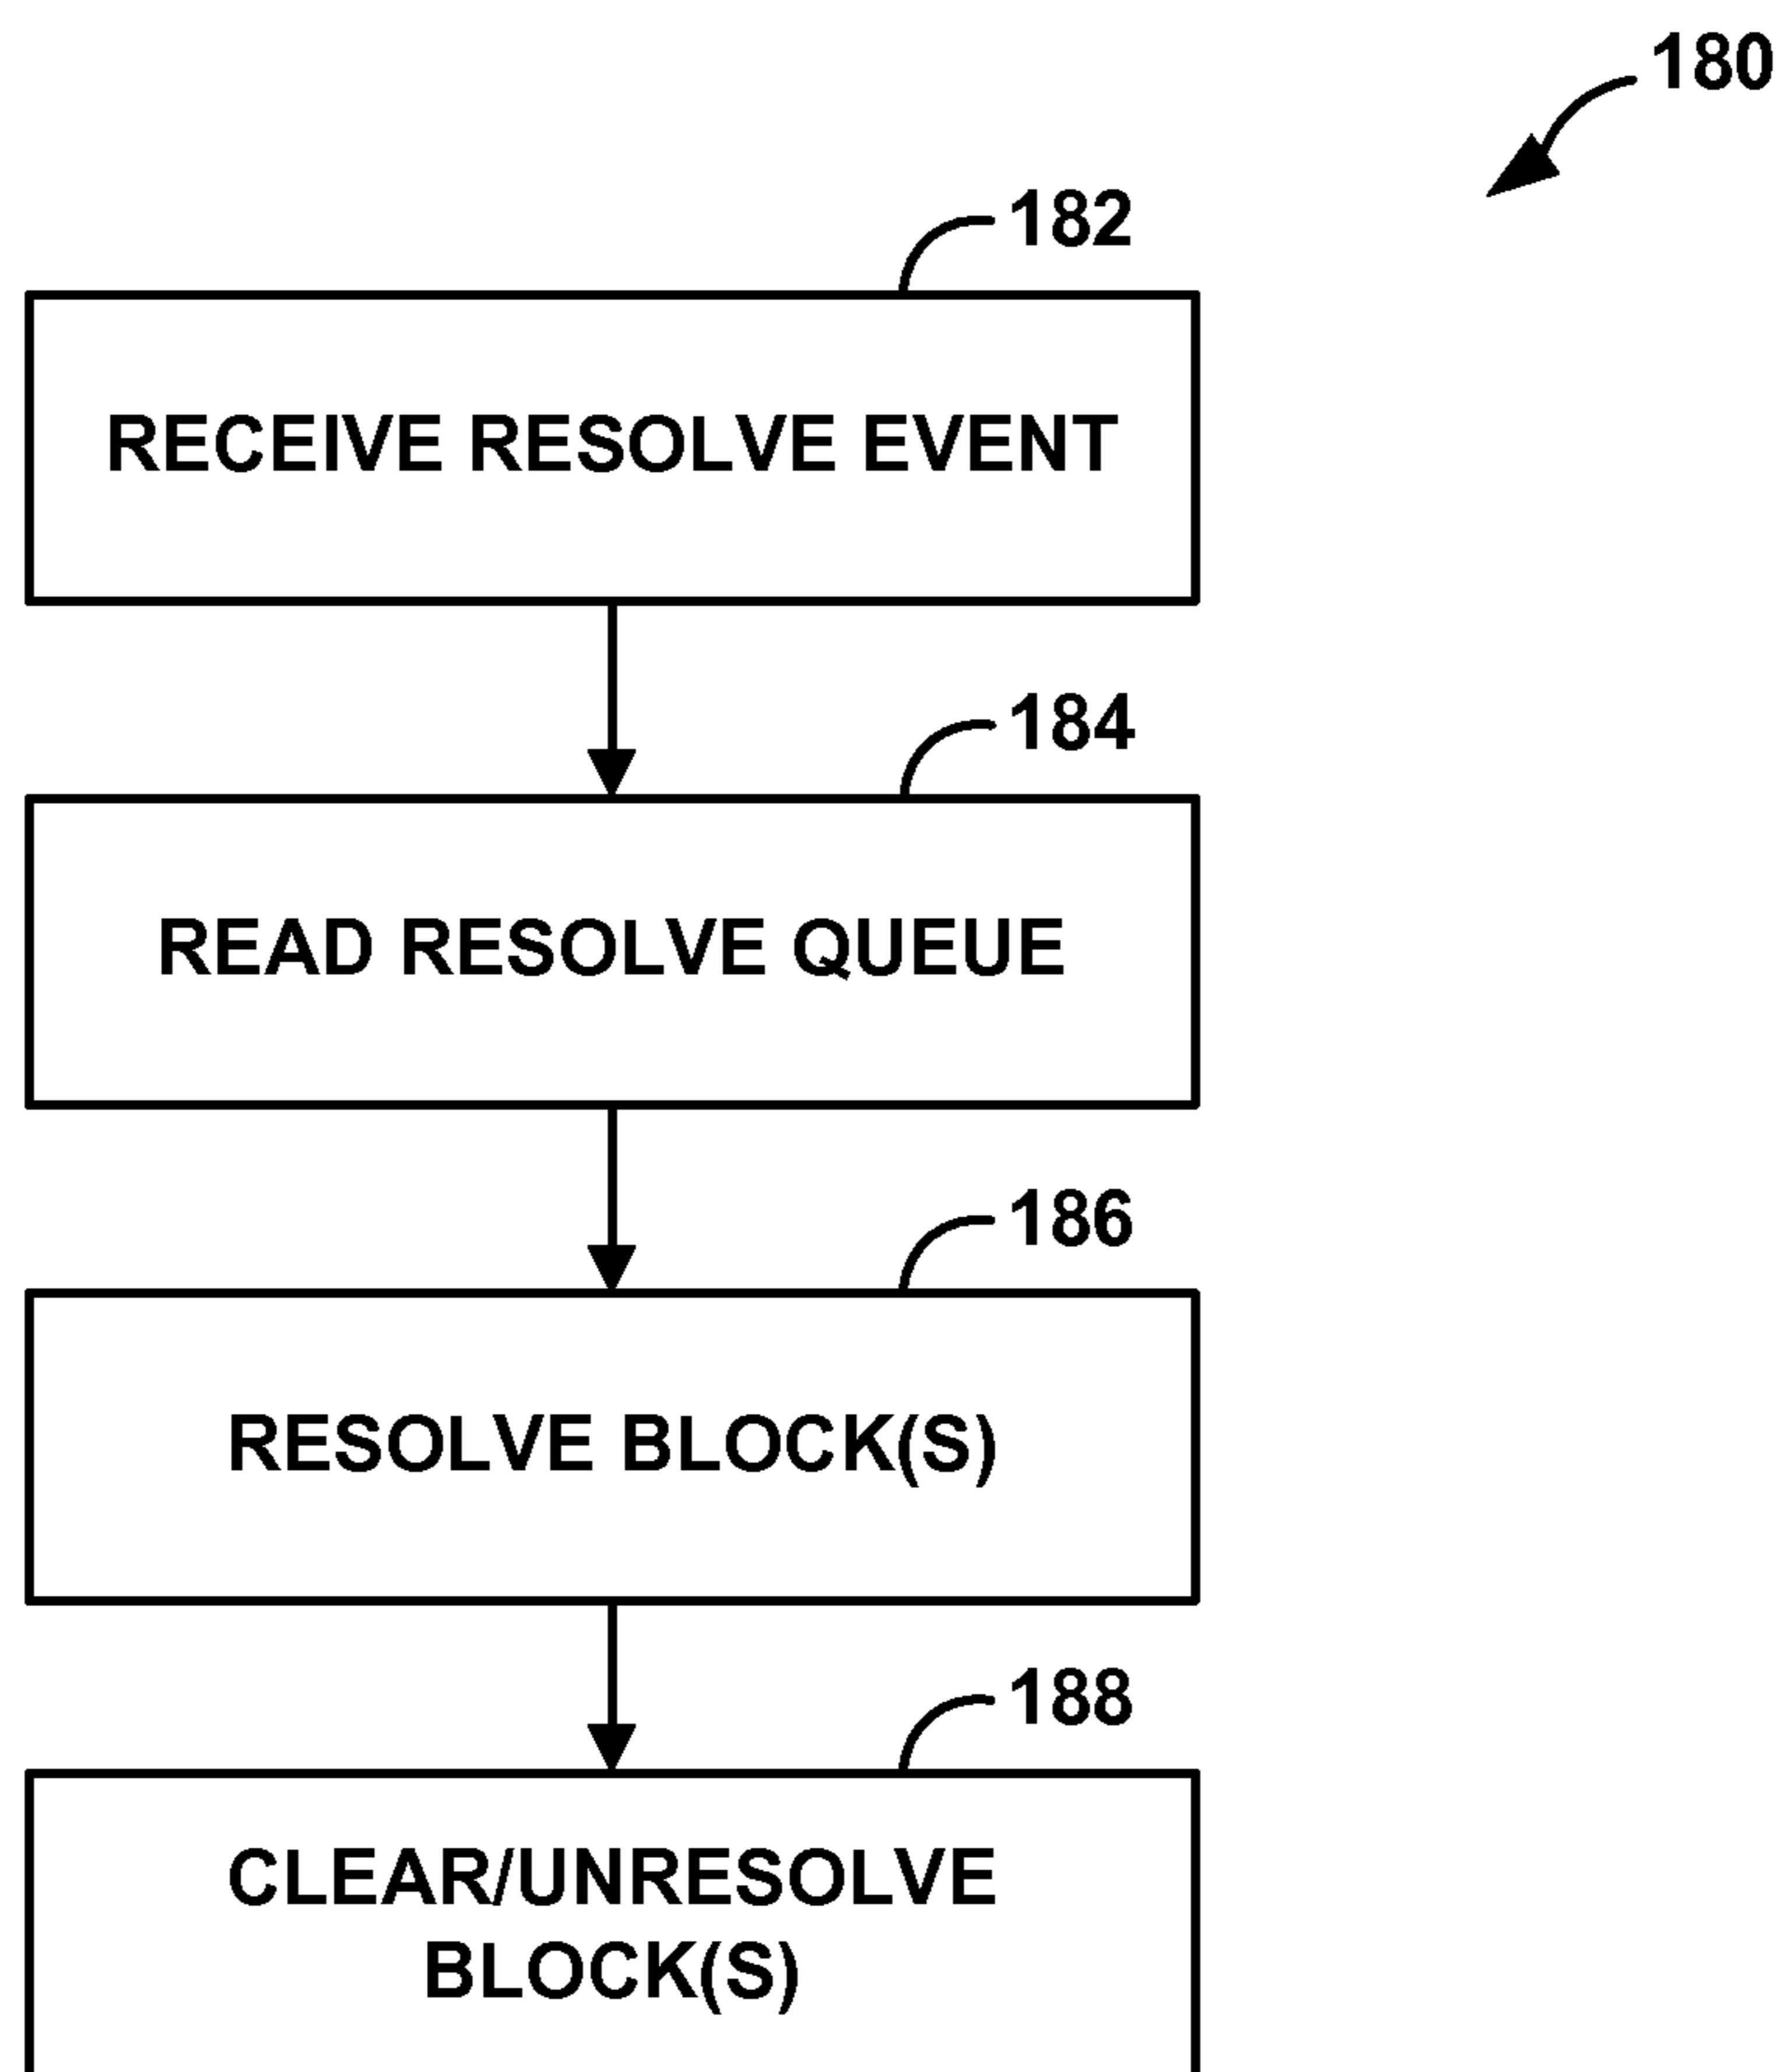 180
182
RECEIVE RESOLVE EVENT
184
READ RESOLVE QUEUE
186
RESOLVE BLOCK(S)
188
CLEAR/UNRESOLVE
BLOCK(S)